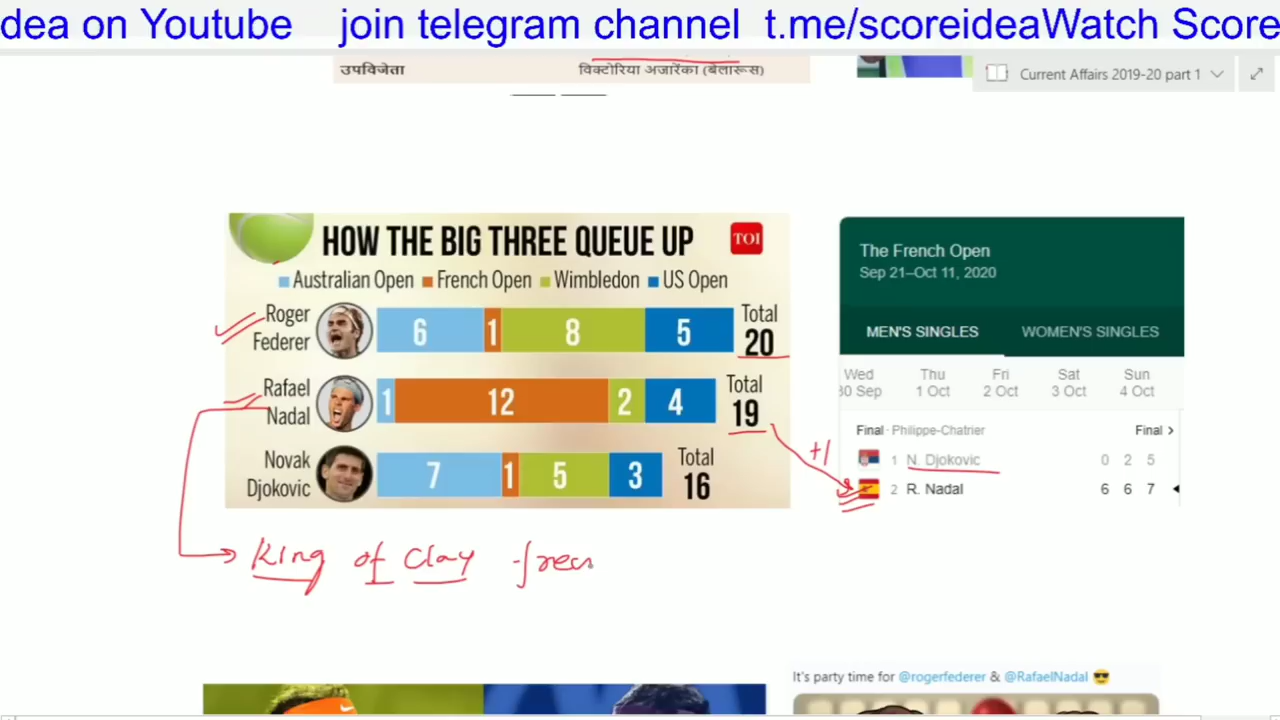 dea on Youtube join telegram channel t.me/scoreideaWatch Score
उपविजेता विक्टोरिया अजारेंका (बेलारूस)
Current Affairs 2019-20 part 1
HOW THE BIG THREE QUEUE UP
TOI
Australian Open French Open Wimbledon US Open
Roger Federer 6 1 8 5 Total 20
Rafael Nadal 1 12 2 4 Total 19
Novak Djokovic 7 1 5 3 Total 16
+1
King of Clay frec
The French Open
Sep 21–Oct 11, 2020
MEN'S SINGLES WOMEN'S SINGLES
Wed Thu Fri Sat Sun
30 Sep 1 Oct 2 Oct 3 Oct 4 Oct
Final · Philippe-Chatrier Final >
1 N. Djokovic 0 2 5
2 R. Nadal 6 6 7
It's party time for @rogerfederer & @RafaelNadal 😎